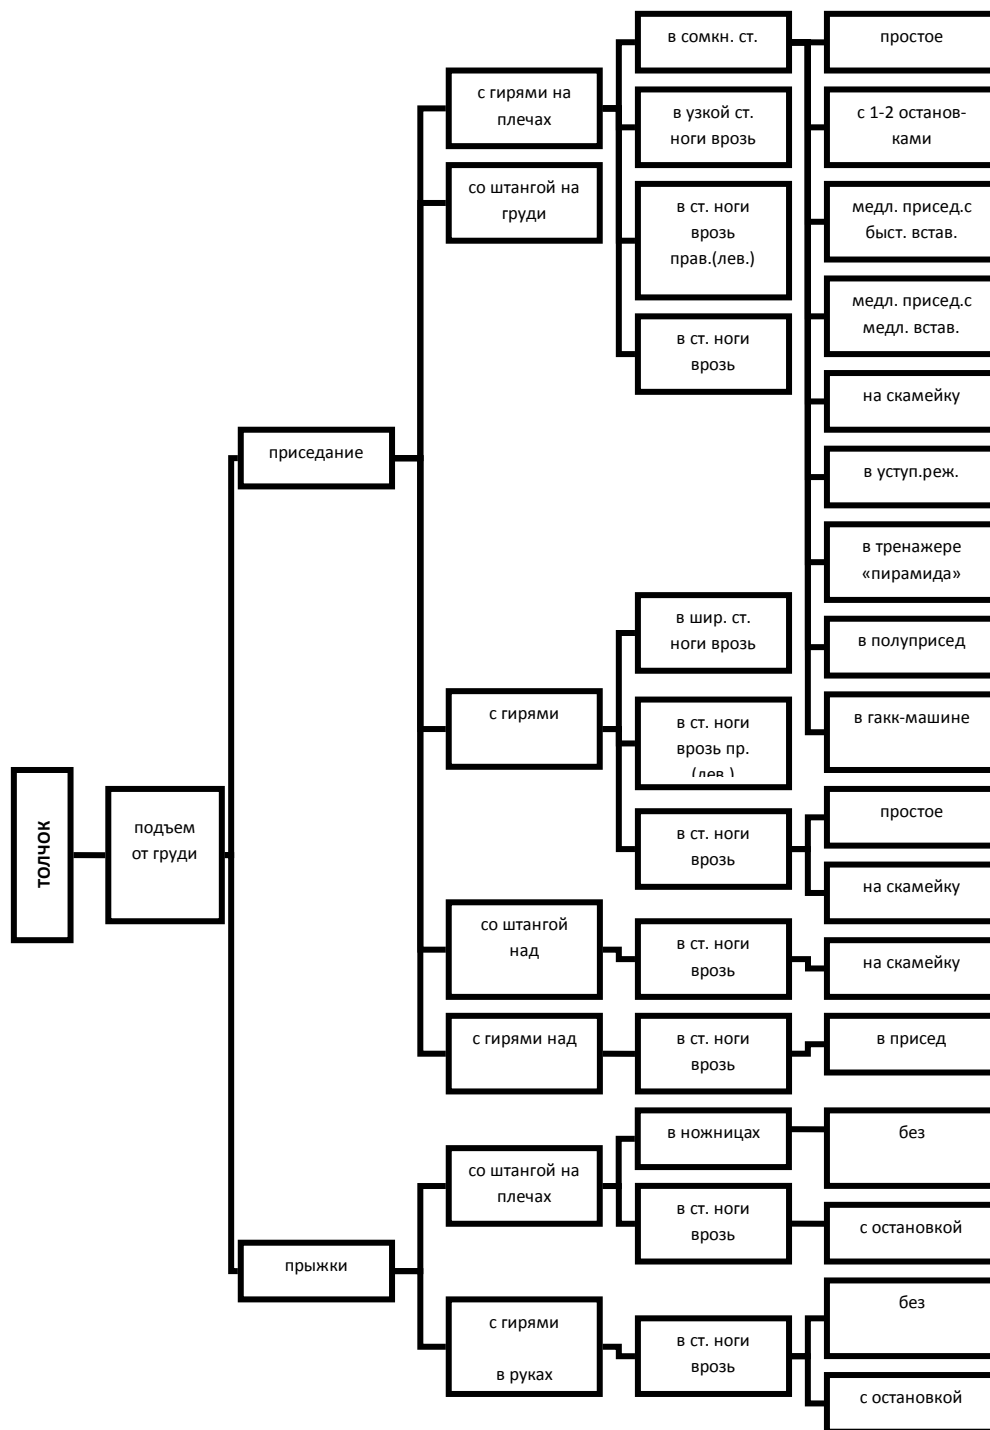 ТОЛЧОК
подъем
от груди
приседание
с гирями на
плечах
в сомкн. ст.
простое
с 1-2 останов-
ками
медл. присед.с
быст. встав.
медл. присед.с
медл. встав.
на скамейку
в уступ.реж.
в тренажере
«пирамида»
в полуприсед
в гакк-машине
в узкой ст.
ноги врозь
в ст. ноги
врозь
прав.(лев.)
в ст. ноги
врозь
со штангой на
груди
с гирями
в шир. ст.
ноги врозь
в ст. ноги
врозь пр.
(лев.)
в ст. ноги
врозь
простое
на скамейку
со штангой
над
в ст. ноги
врозь
на скамейку
с гирями над
в ст. ноги
врозь
в присед
прыжки
со штангой на
плечах
в ножницах
без
в ст. ноги
врозь
с остановкой
с гирями
в руках
в ст. ноги
врозь
без
с остановкой